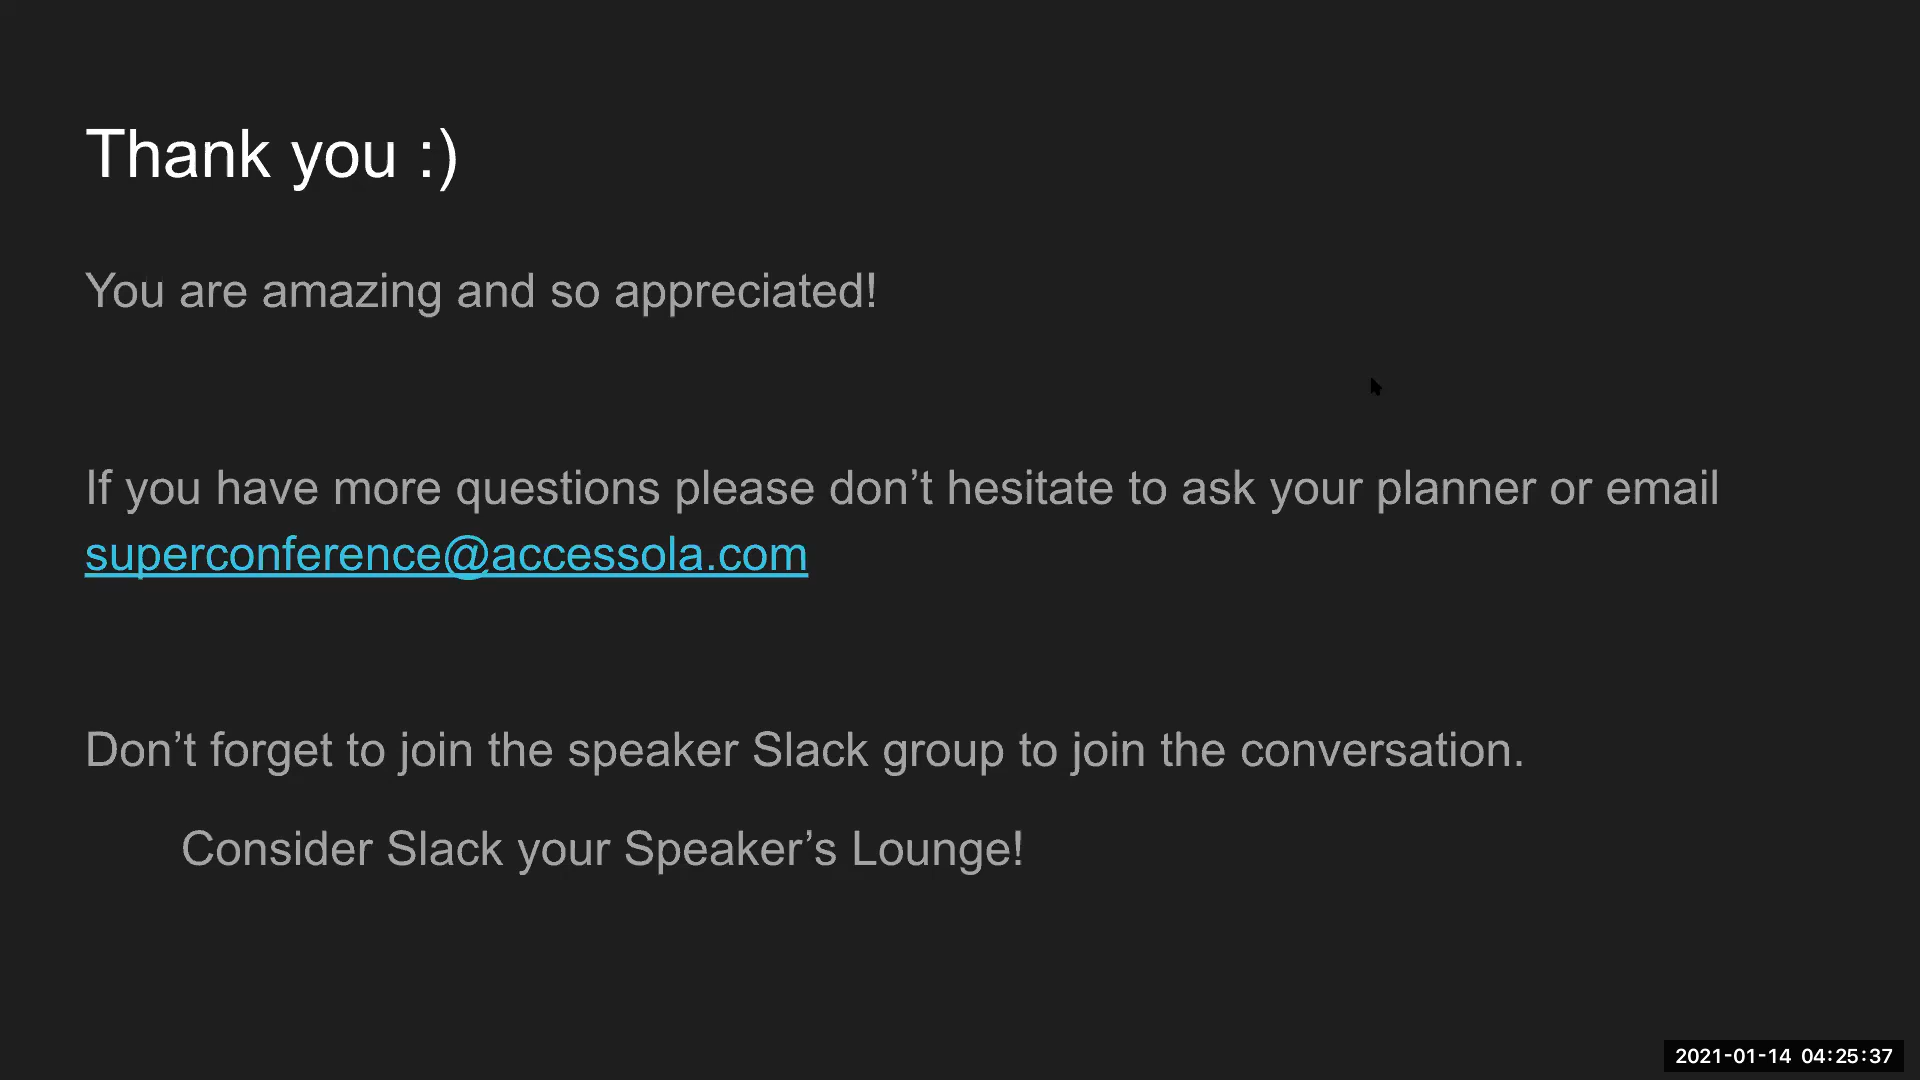 Thank you :)
You are amazing and so appreciated!
If you have more questions please don’t hesitate to ask your planner or email
superconference@accessola.com
Don’t forget to join the speaker Slack group to join the conversation.
Consider Slack your Speaker’s Lounge!
2021-01-14 04:25:37